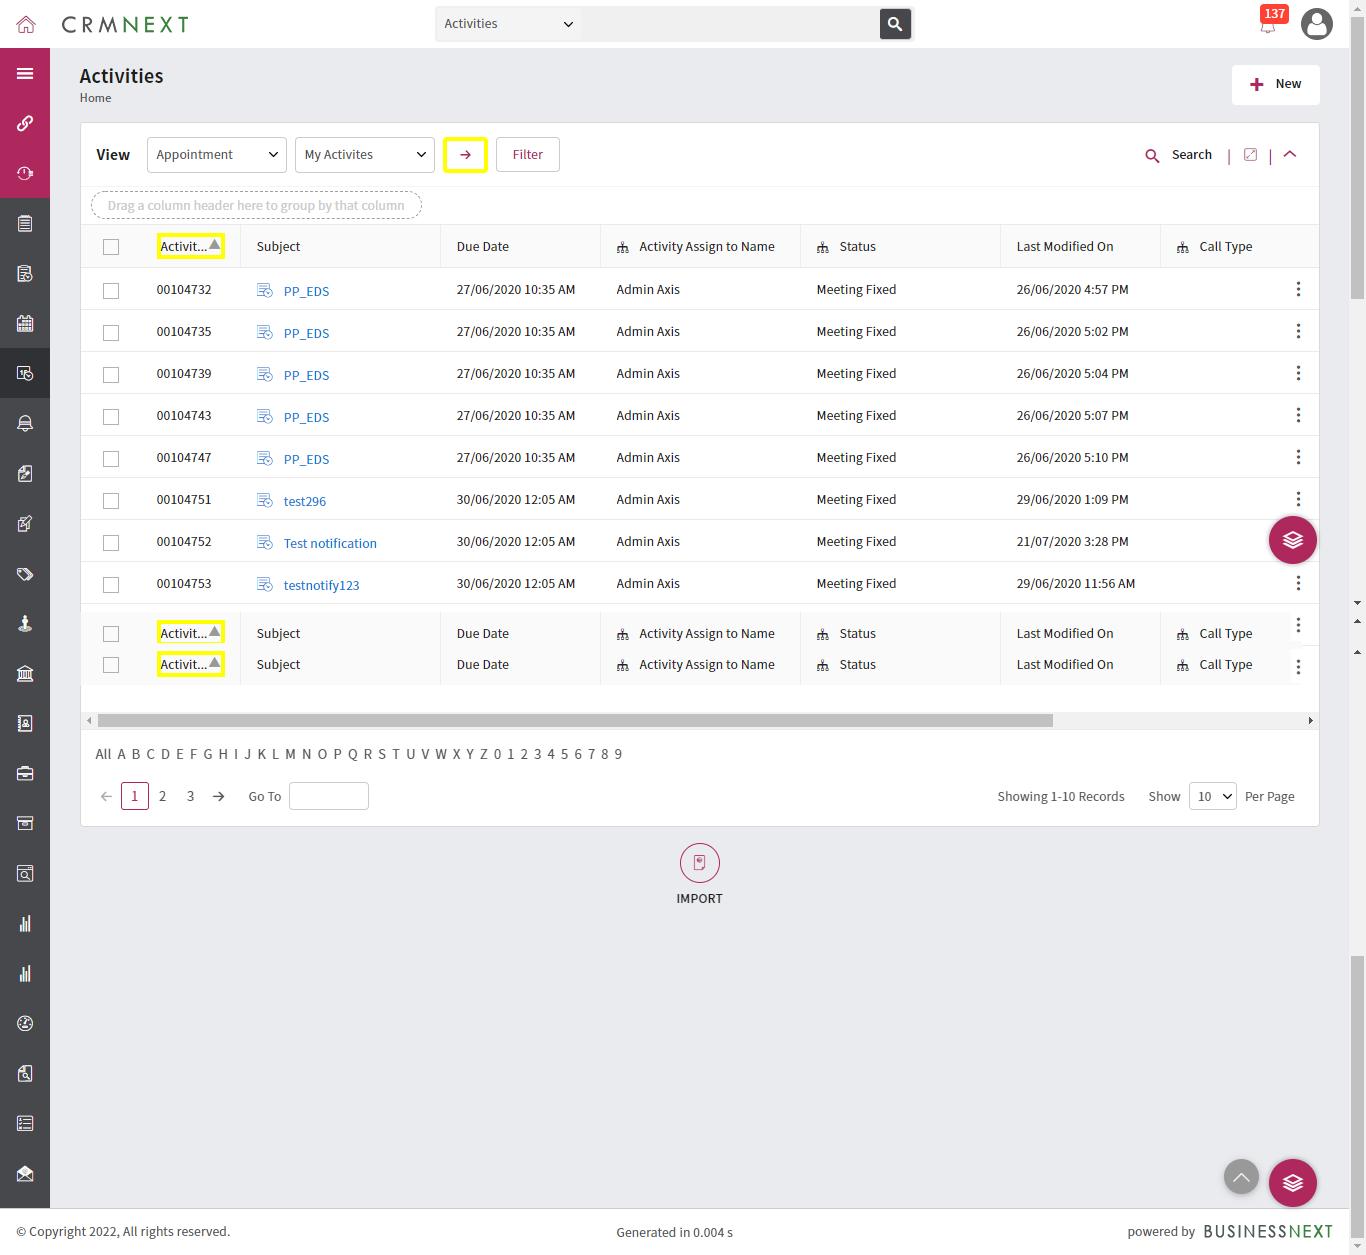 CRMNEXT
Activities
137
Activities
Home
New
View Appointment My Activites Filter Search
Drag a column header here to group by that column
Activit... Subject Due Date Activity Assign to Name Status Last Modified On Call Type
00104732 PP_EDS 27/06/2020 10:35 AM Admin Axis Meeting Fixed 26/06/2020 4:57 PM
00104735 PP_EDS 27/06/2020 10:35 AM Admin Axis Meeting Fixed 26/06/2020 5:02 PM
00104739 PP_EDS 27/06/2020 10:35 AM Admin Axis Meeting Fixed 26/06/2020 5:04 PM
00104743 PP_EDS 27/06/2020 10:35 AM Admin Axis Meeting Fixed 26/06/2020 5:07 PM
00104747 PP_EDS 27/06/2020 10:35 AM Admin Axis Meeting Fixed 26/06/2020 5:10 PM
00104751 test296 30/06/2020 12:05 AM Admin Axis Meeting Fixed 29/06/2020 1:09 PM
00104752 Test notification 30/06/2020 12:05 AM Admin Axis Meeting Fixed 21/07/2020 3:28 PM
00104753 testnotify123 30/06/2020 12:05 AM Admin Axis Meeting Fixed 29/06/2020 11:56 AM
Activit... Subject Due Date Activity Assign to Name Status Last Modified On Call Type
Activit... Subject Due Date Activity Assign to Name Status Last Modified On Call Type
All A B C D E F G H I J K L M N O P Q R S T U V W X Y Z 0 1 2 3 4 5 6 7 8 9
1 2 3 Go To Showing 1-10 Records Show 10 Per Page
IMPORT
© Copyright 2022, All rights reserved. Generated in 0.004 s powered by BUSINESSNEXT